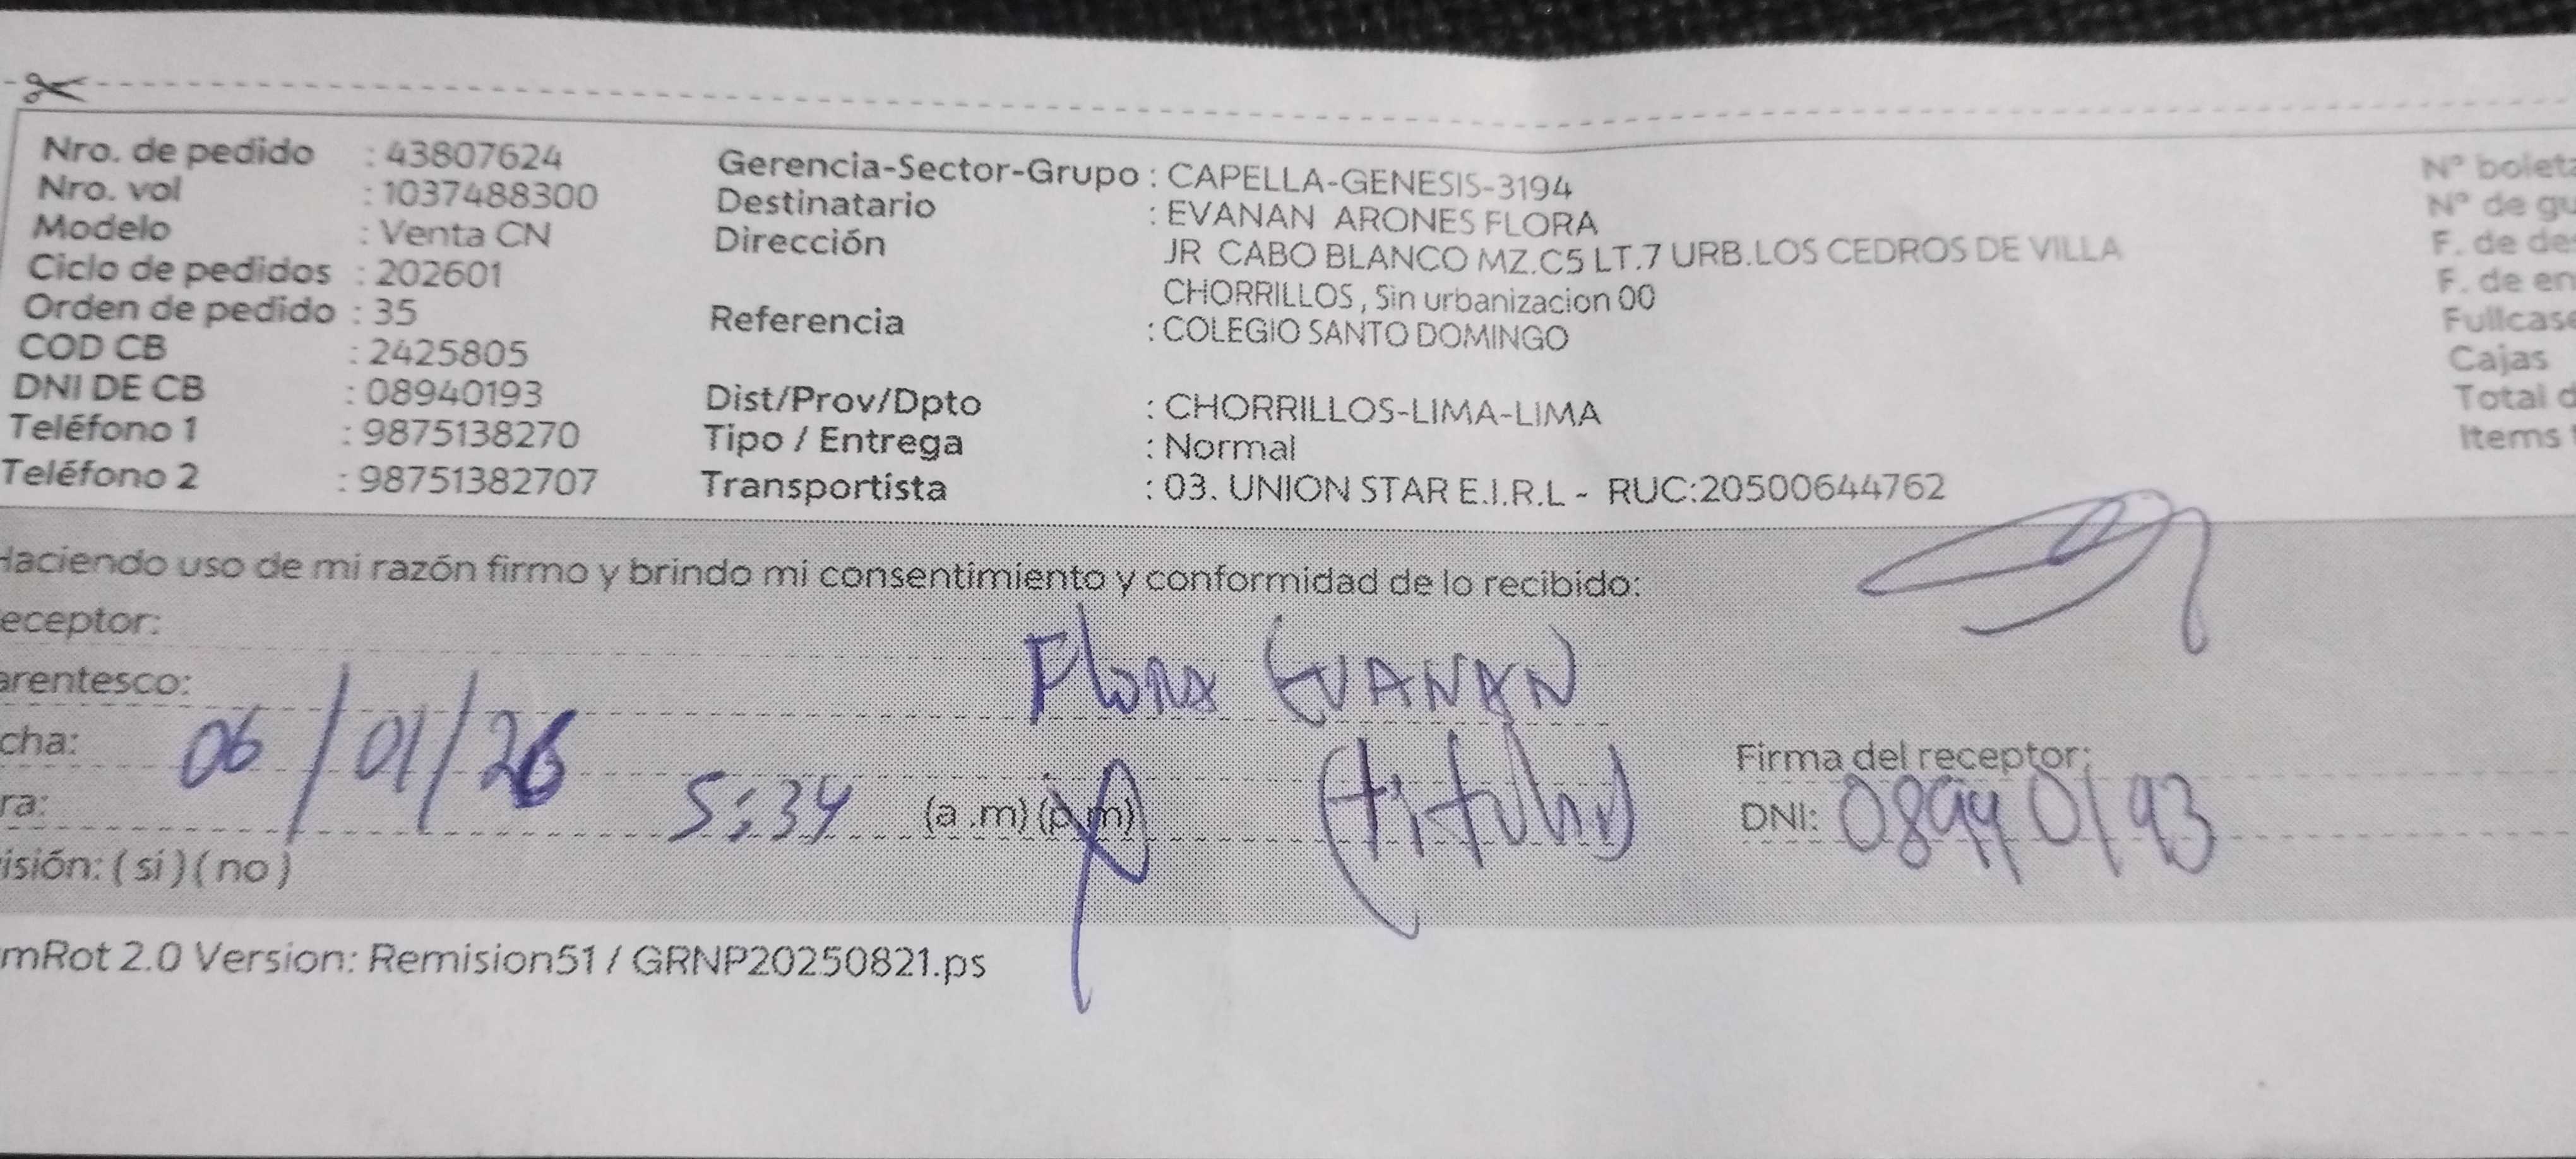 Nro. de pedido : 43807624
Nro. vol : 1037488300
Modelo : Venta CN
Ciclo de pedidos : 202601
Orden de pedido : 35
COD CB : 2425805
DNI DE CB : 08940193
Teléfono 1 : 9875138270
Teléfono 2 : 98751382707
Gerencia-Sector-Grupo : CAPELLA-GENESIS-3194
Destinatario : EVANAN ARONES FLORA
Dirección JR CABO BLANCO MZ.C5 LT.7 URB.LOS CEDROS DE VILLA
CHORRILLOS, Sin urbanizacion 00
Referencia : COLEGIO SANTO DOMINGO
Dist/Prov/Dpto : CHORRILLOS-LIMA-LIMA
Tipo / Entrega : Normal
Transportista : 03. UNION STAR E.I.R.L - RUC:20500644762
N° boleta
N° de gu
F. de de
F. de en
Fullcase
Cajas
Total d
Items
Haciendo uso de mi razón firmo y brindo mi consentimiento y conformidad de lo recibido:
eceptor: Flora EVANAN
arentesco: (titular)
cha: 06/01/26
ra: 5:34 (a .m) (p.m)
isión: ( si ) ( no )
Firma del receptor:
DNI: 08940193
mRot 2.0 Version: Remision51 / GRNP20250821.ps